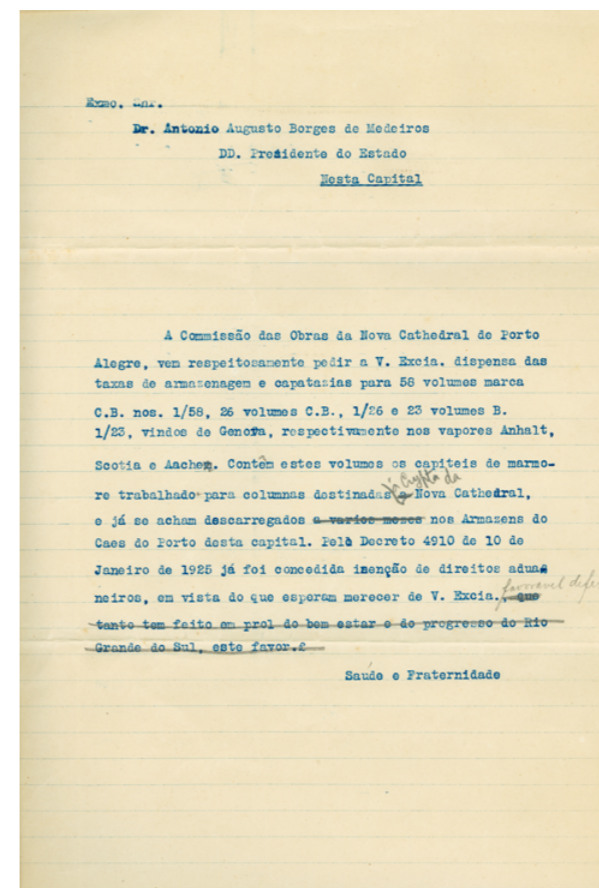 Exmo. Snr.
Dr. Antonio Augusto Borges de Medeiros
DD. Presidente do Estado
Nesta Capital
A Commissão das Obras da Nova Cathedral de Porto
Alegre, vem respeitosamente pedir a V. Excia. dispensa das
taxas de armazenagem e capatazias para 58 volumes marca
C.B. nos. 1/58, 26 volumes C.B., 1/26 e 23 volumes B.
1/23, vindos de Genova, respectivamente nos vapores Anhalt,
Scotia e Aachen. Contêm estes volumes os capiteis de marmo-
da
re trabalhado para columnas destinadas a Nova Cathedral,
e já se acham descarregados a varios mezes nos Armazens do
Caes do Porto desta capital. Pelo Decreto 4910 de 10 de
Janeiro de 1925 já foi concedida inenção de direitos adua
favoravel
neiros, em vista do que esperam merecer de V. Excia., que
tanto tem feito em prol do bem estar e do progresso do Rio
Grande do Sul, este favor.
Saude e Fraternidade